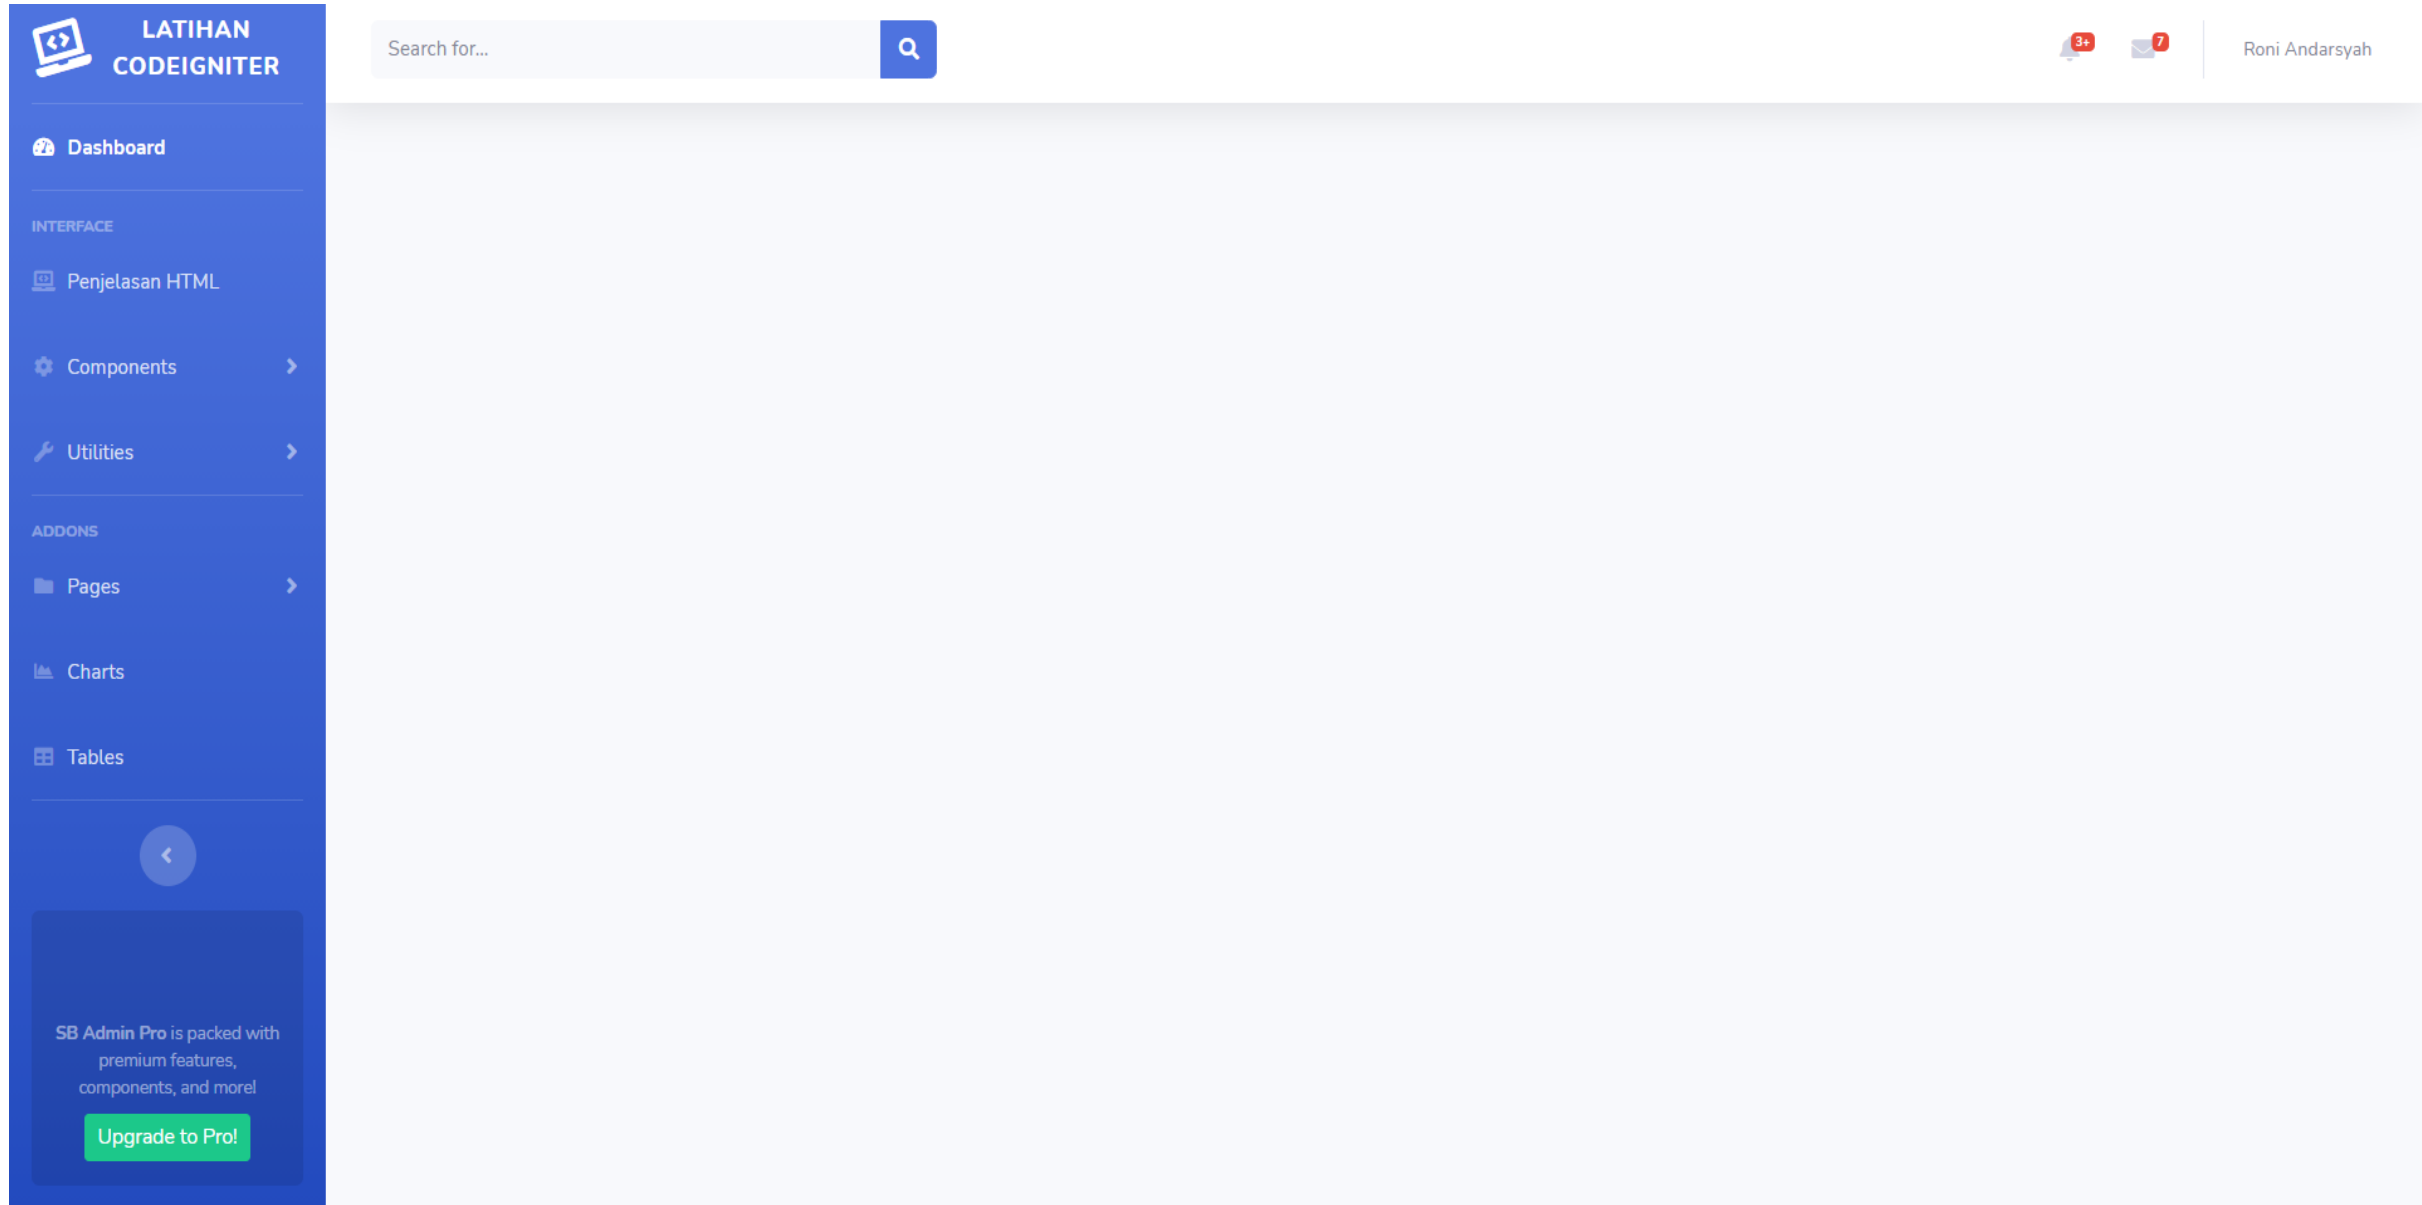 LATIHAN
CODEIGNITER
Search for...
3+
7
Roni Andarsyah
Dashboard
INTERFACE
Penjelasan HTML
Components
Utilities
ADDONS
Pages
Charts
Tables
SB Admin Pro is packed with
premium features,
components, and more!
Upgrade to Pro!